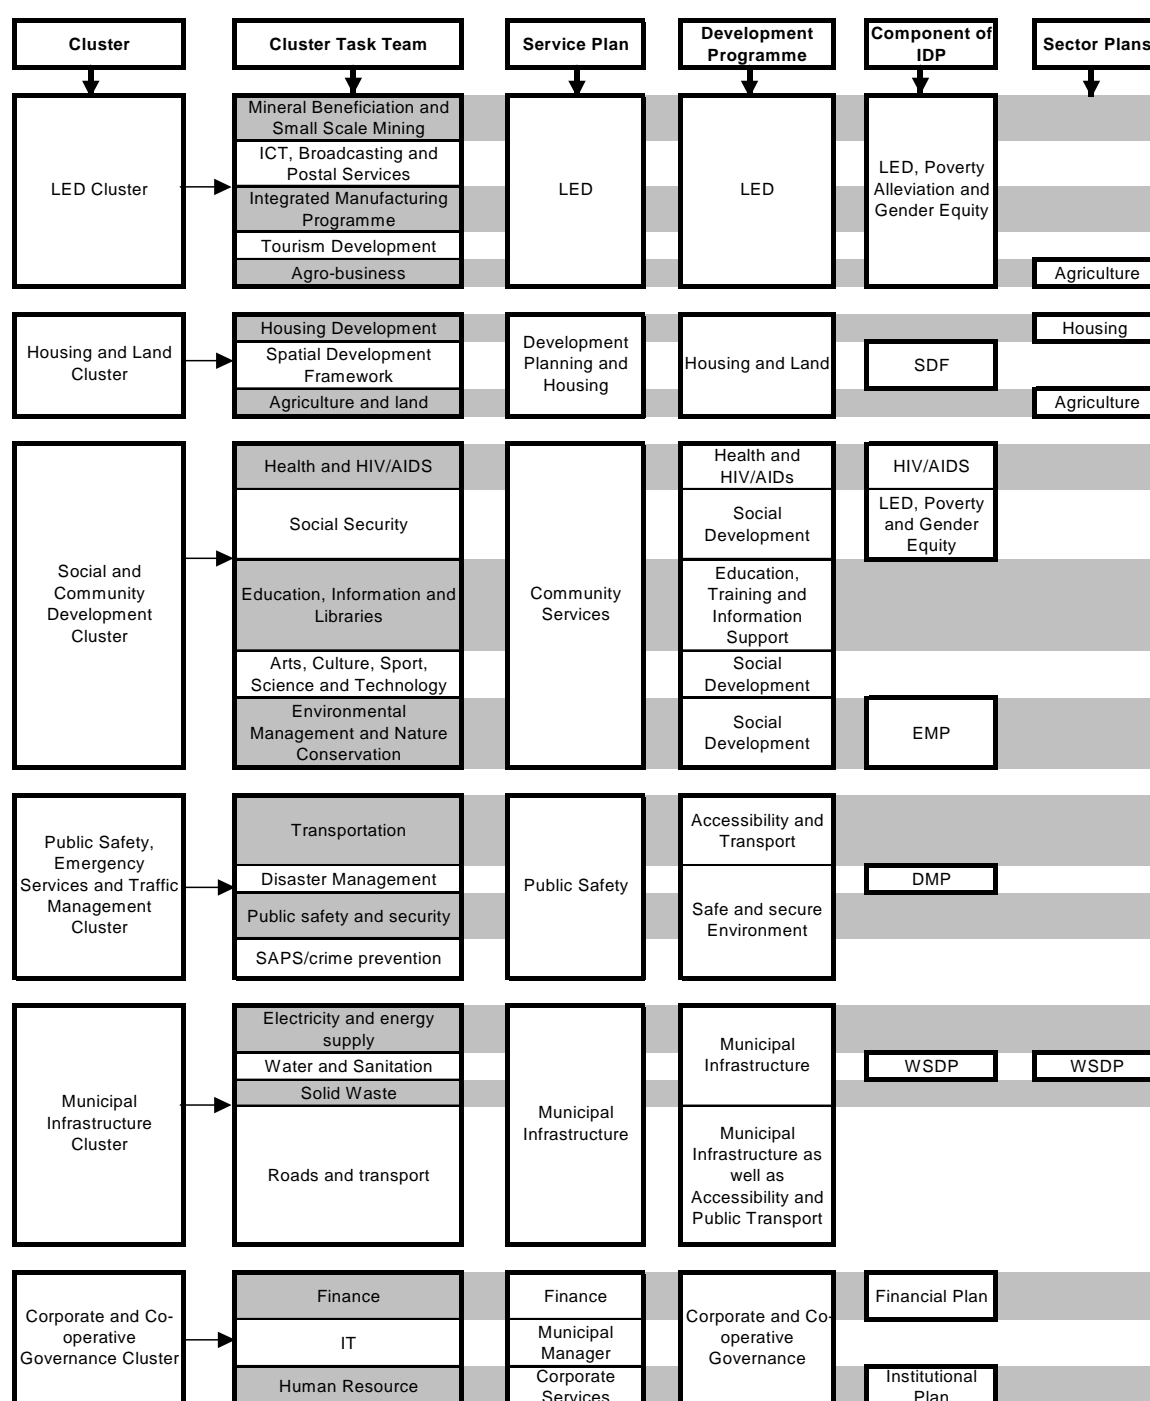 Cluster
Cluster Task Team
Service Plan
Development
Programme
Component of
IDP
Sector Plans
LED Cluster
Mineral Beneficiation and
Small Scale Mining
ICT, Broadcasting and
Postal Services
Integrated Manufacturing
Programme
Tourism Development
Agro-business
LED
LED
LED, Poverty
Alleviation and
Gender Equity
Agriculture
Housing and Land
Cluster
Housing Development
Spatial Development
Framework
Agriculture and land
Development
Planning and
Housing
Housing and Land
SDF
Housing
Agriculture
Social and
Community
Development
Cluster
Health and HIV/AIDS
Social Security
Education, Information and
Libraries
Arts, Culture, Sport,
Science and Technology
Environmental
Management and Nature
Conservation
Community
Services
Health and
HIV/AIDs
Social
Development
Education,
Training and
Information
Support
Social
Development
Social
Development
HIV/AIDS
LED, Poverty
and Gender
Equity
EMP
Public Safety,
Emergency
Services and Traffic
Management
Cluster
Transportation
Disaster Management
Public safety and security
SAPS/crime prevention
Public Safety
Accessibility and
Transport
Safe and secure
Environment
DMP
Municipal
Infrastructure
Cluster
Electricity and energy
supply
Water and Sanitation
Solid Waste
Roads and transport
Municipal
Infrastructure
Municipal
Infrastructure
Municipal
Infrastructure as
well as
Accessibility and
Public Transport
WSDP
WSDP
Corporate and Co-
operative
Governance Cluster
Finance
IT
Human Resource
Finance
Municipal
Manager
Corporate
Services
Corporate and Co-
operative
Governance
Financial Plan
Institutional
Plan